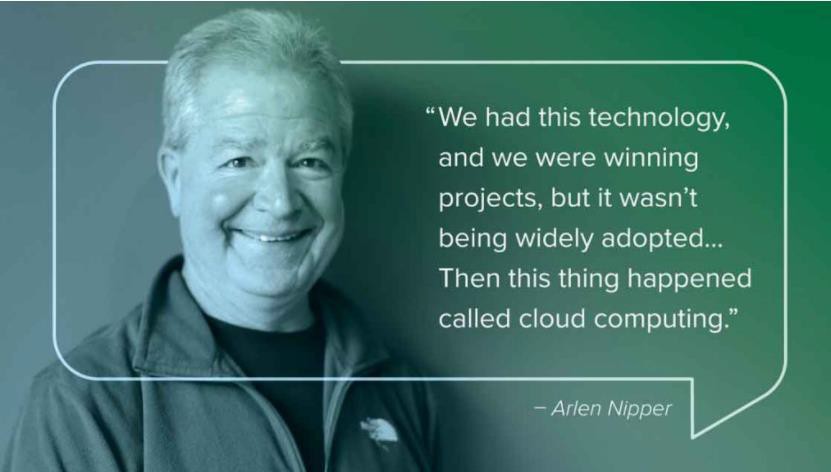 “We had this technology,
and we were winning
projects, but it wasn’t
being widely adopted...
Then this thing happened
called cloud computing.”
– Arlen Nipper